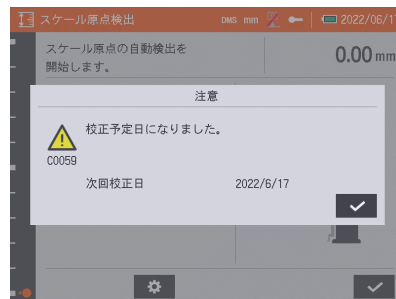 スケール原点検出
DMS mm
2022/06/1
スケール原点の自動検出を
開始します。
0.00 mm
注意
校正予定日になりました。
C0059
次回校正日 2022/6/17